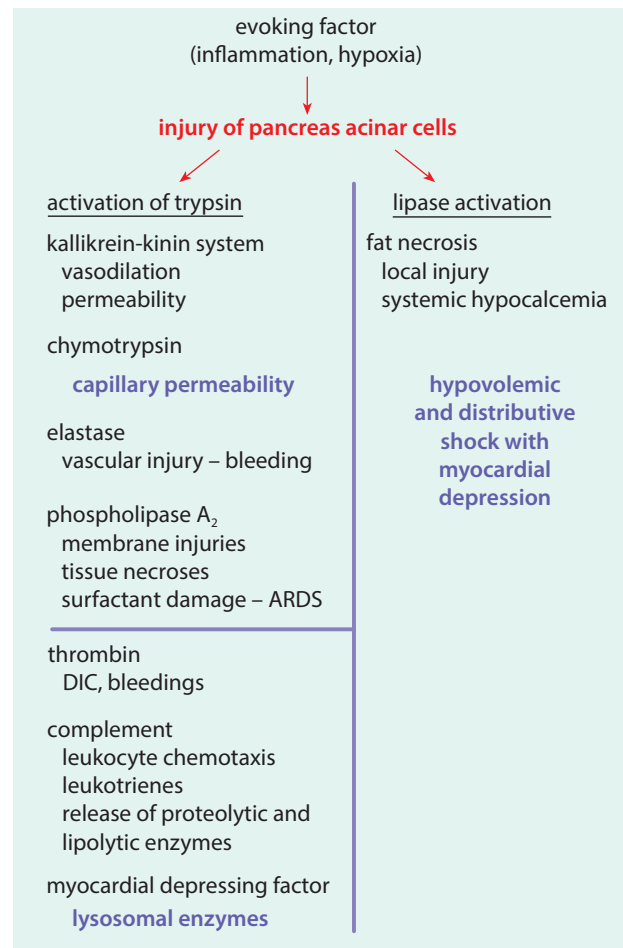 evoking factor
(inflammation, hypoxia)
injury of pancreas acinar cells
activation of trypsin
kallikrein-kinin system
vasodilation
permeability
chymotrypsin
capillary permeability
elastase
vascular injury – bleeding
phospholipase A₂
membrane injuries
tissue necroses
surfactant damage – ARDS
thrombin
DIC, bleedings
complement
leukocyte chemotaxis
leukotrienes
release of proteolytic and
lipolytic enzymes
myocardial depressing factor
lysosomal enzymes
lipase activation
fat necrosis
local injury
systemic hypocalcemia
hypovolemic
and distributive
shock with
myocardial
depression